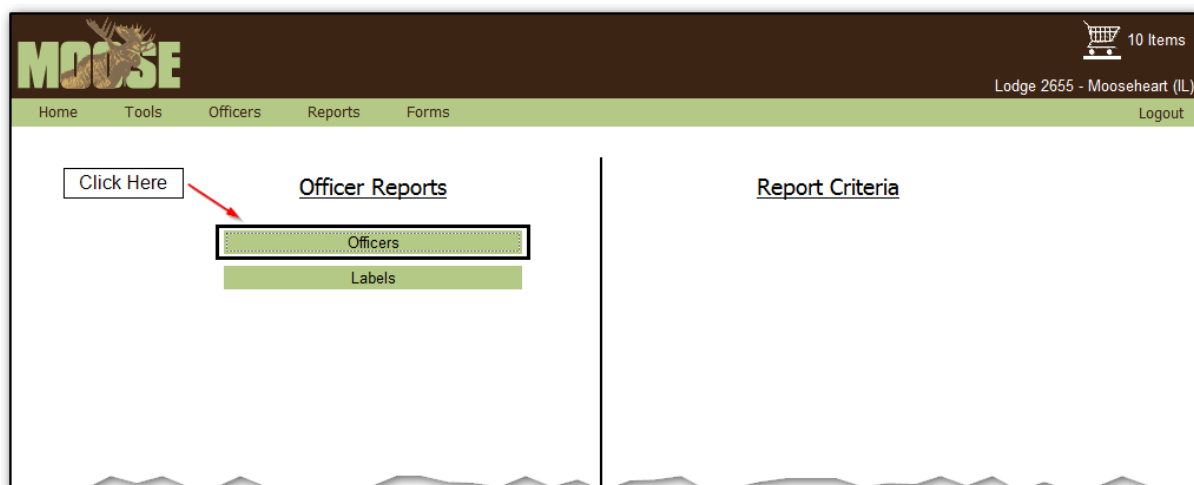 MOOSE
10 Items
Lodge 2655 - Mooseheart (IL)
Home Tools Officers Reports Forms Logout
Click Here
Officer Reports
Report Criteria
Officers
Labels